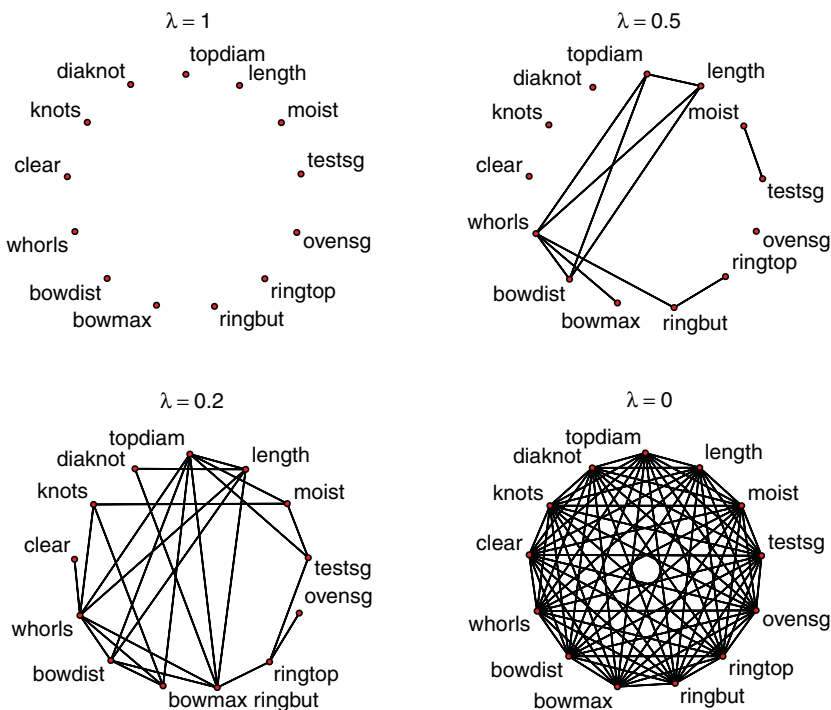 λ = 1
topdiam
length
diaknot
knots
moist
clear
testsg
whorls
ovensg
bowdist
ringtop
bowmax
ringbut
λ = 0.5
topdiam
length
diaknot
knots
moist
clear
testsg
whorls
ovensg
ringtop
bowdist
bowmax
ringbut
λ = 0.2
topdiam
length
diaknot
knots
moist
clear
testsg
ovensg
whorls
bowdist
ringtop
bowmax ringbut
λ = 0
topdiam
length
diaknot
knots
moist
clear
testsg
whorls
ovensg
bowdist
ringtop
bowmax
ringbut